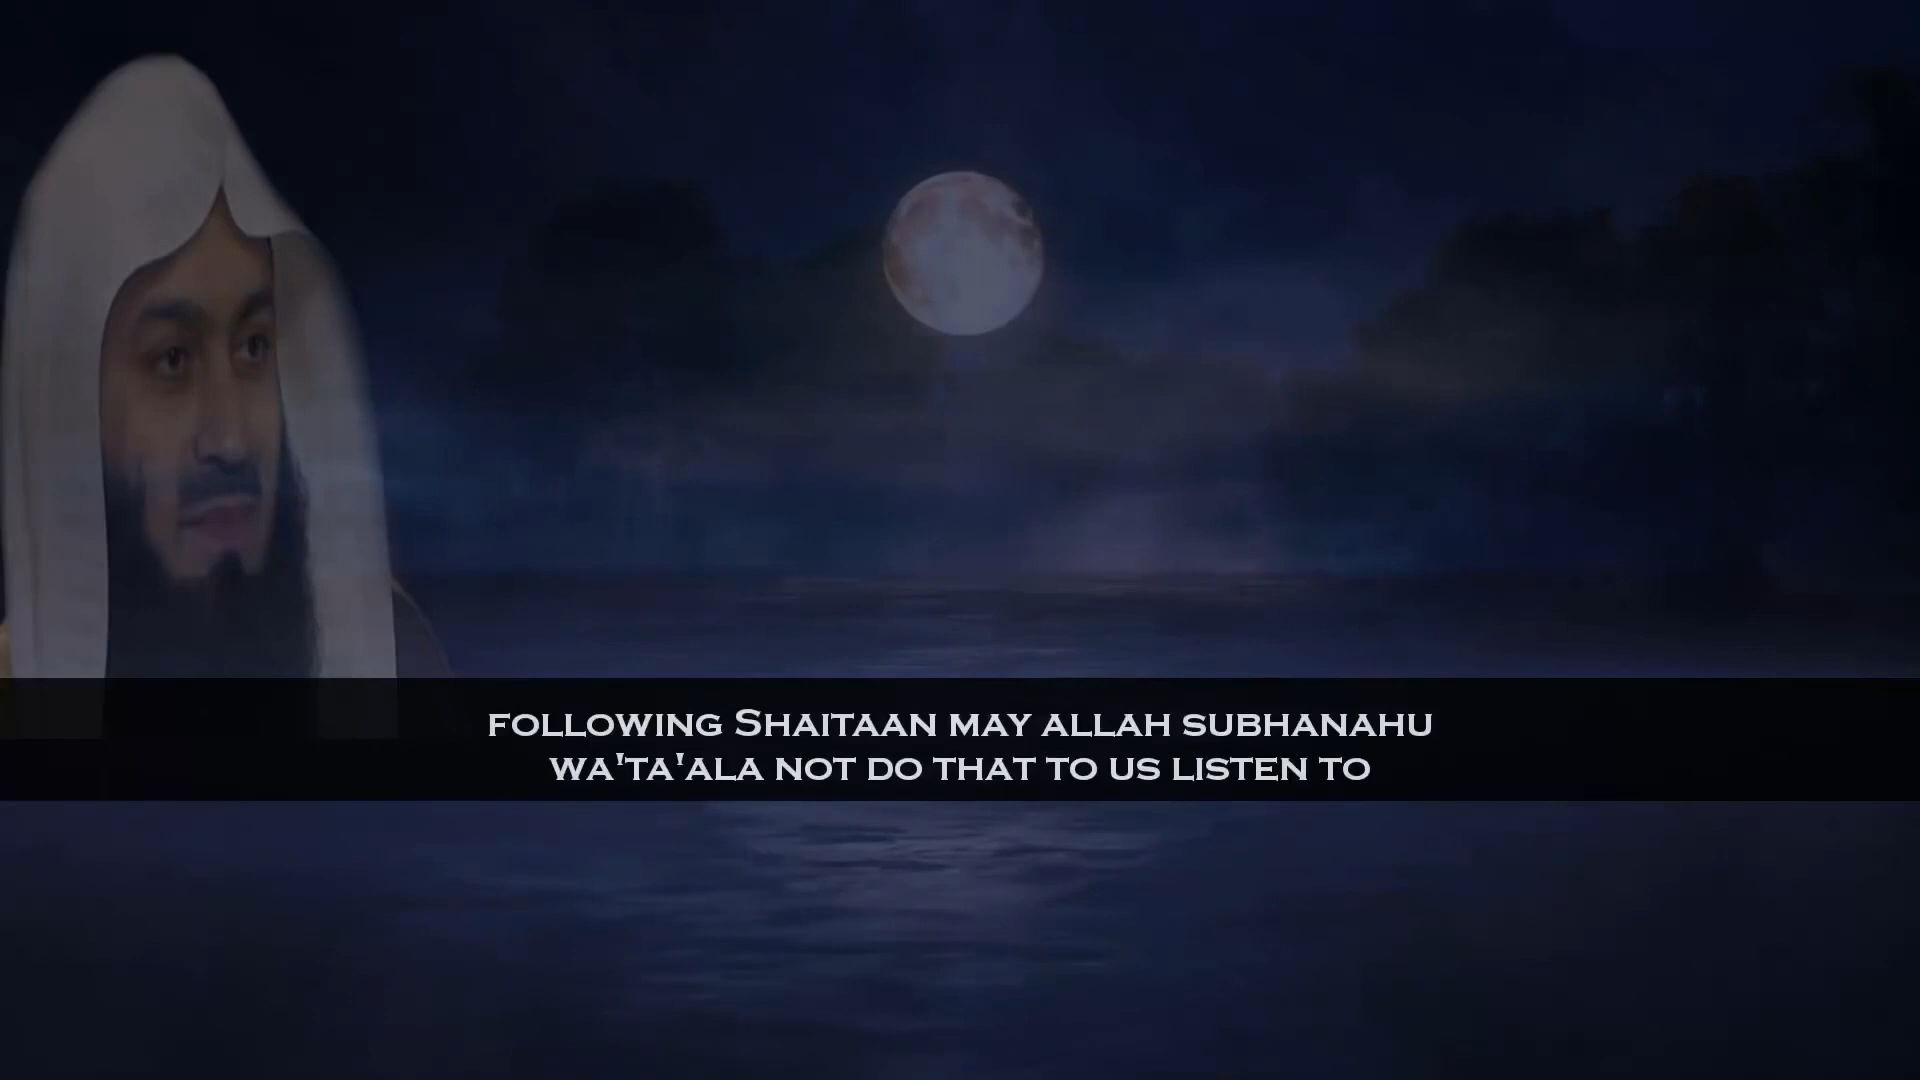 following Shaitaan may allah subhanahu
wa'ta'ala not do that to us listen to